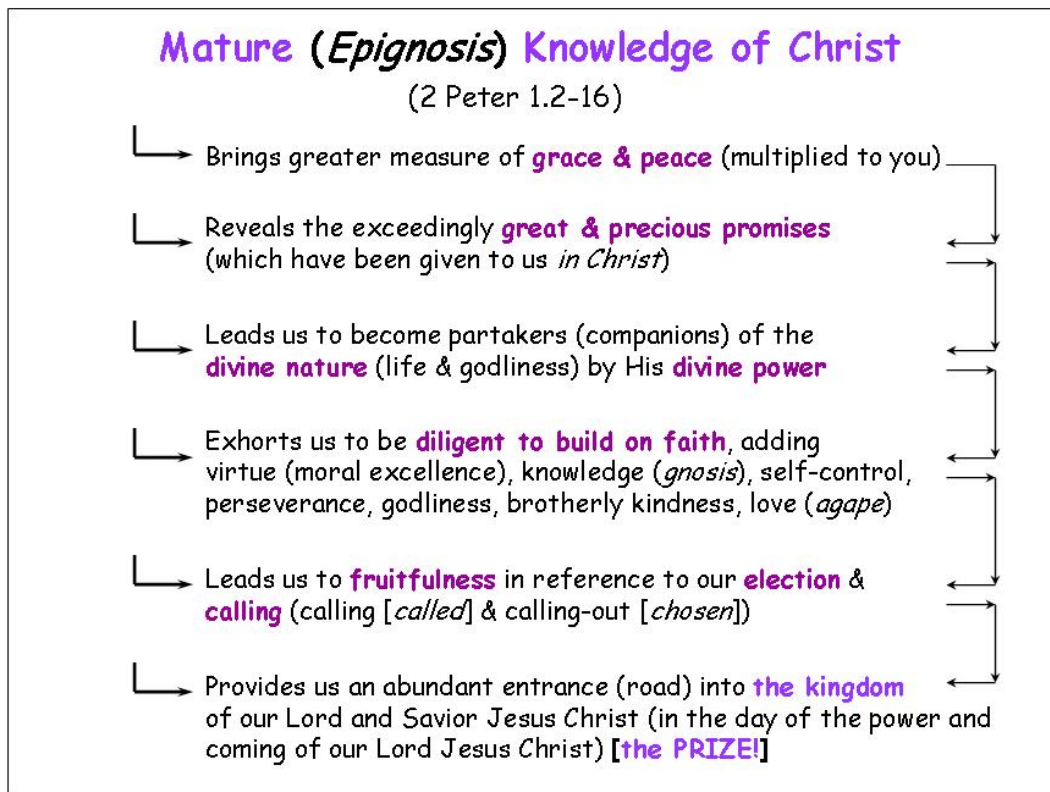 Mature (Epignosis) Knowledge of Christ
(2 Peter 1.2-16)
Brings greater measure of grace & peace (multiplied to you)
Reveals the exceedingly great & precious promises
(which have been given to us in Christ)
Leads us to become partakers (companions) of the
divine nature (life & godliness) by His divine power
Exhorts us to be diligent to build on faith, adding
virtue (moral excellence), knowledge (gnosis), self-control,
perseverance, godliness, brotherly kindness, love (agape)
Leads us to fruitfulness in reference to our election &
calling (calling [called] & calling-out [chosen])
Provides us an abundant entrance (road) into the kingdom
of our Lord and Savior Jesus Christ (in the day of the power and
coming of our Lord Jesus Christ) [the PRIZE!]